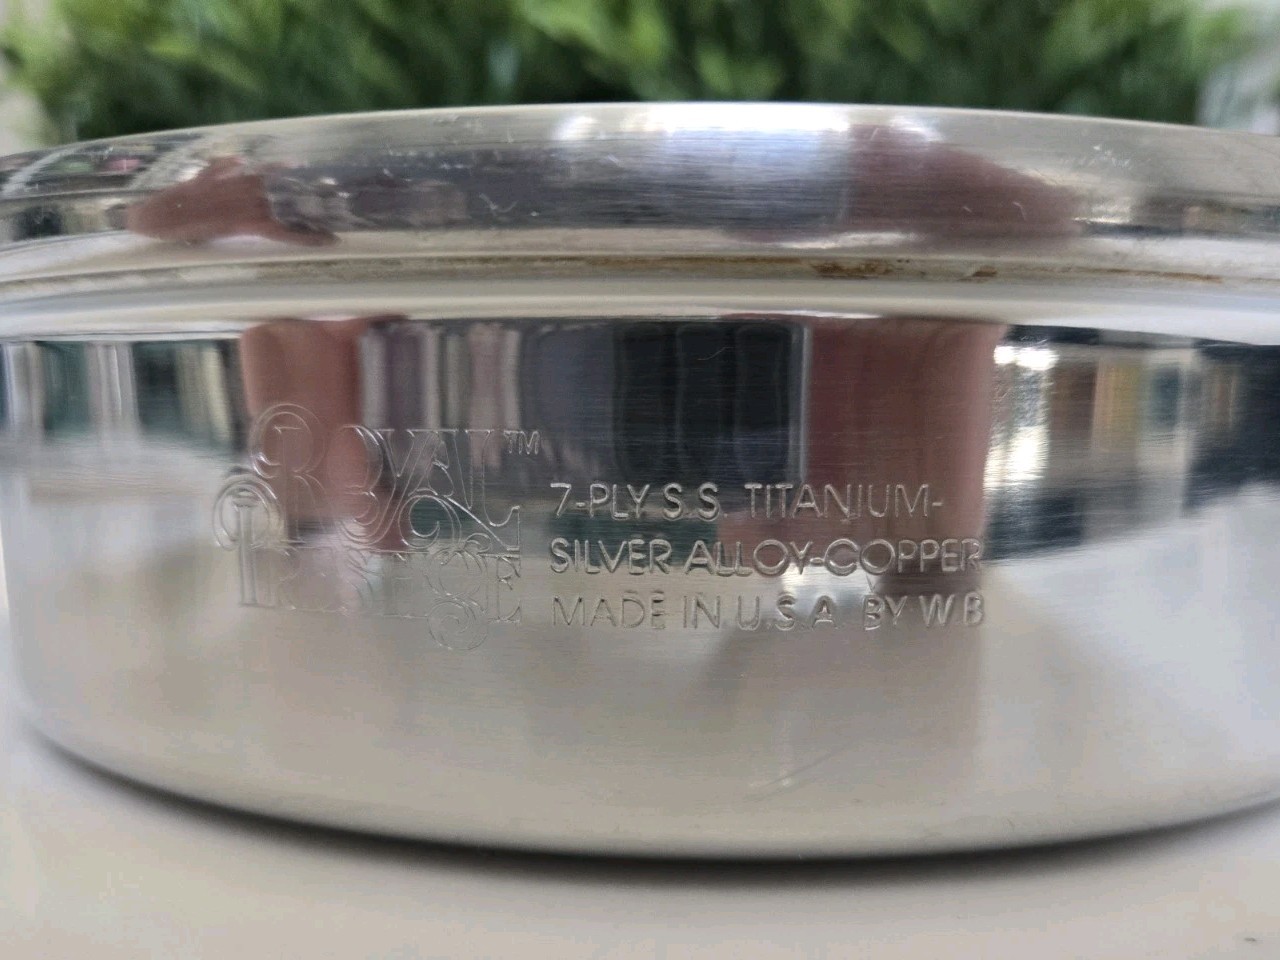 ROYAL™
PRESTIGE
7-PLY S.S. TITANIUM-
SILVER ALLOY-COPPER
MADE IN U.S.A. BY W.B